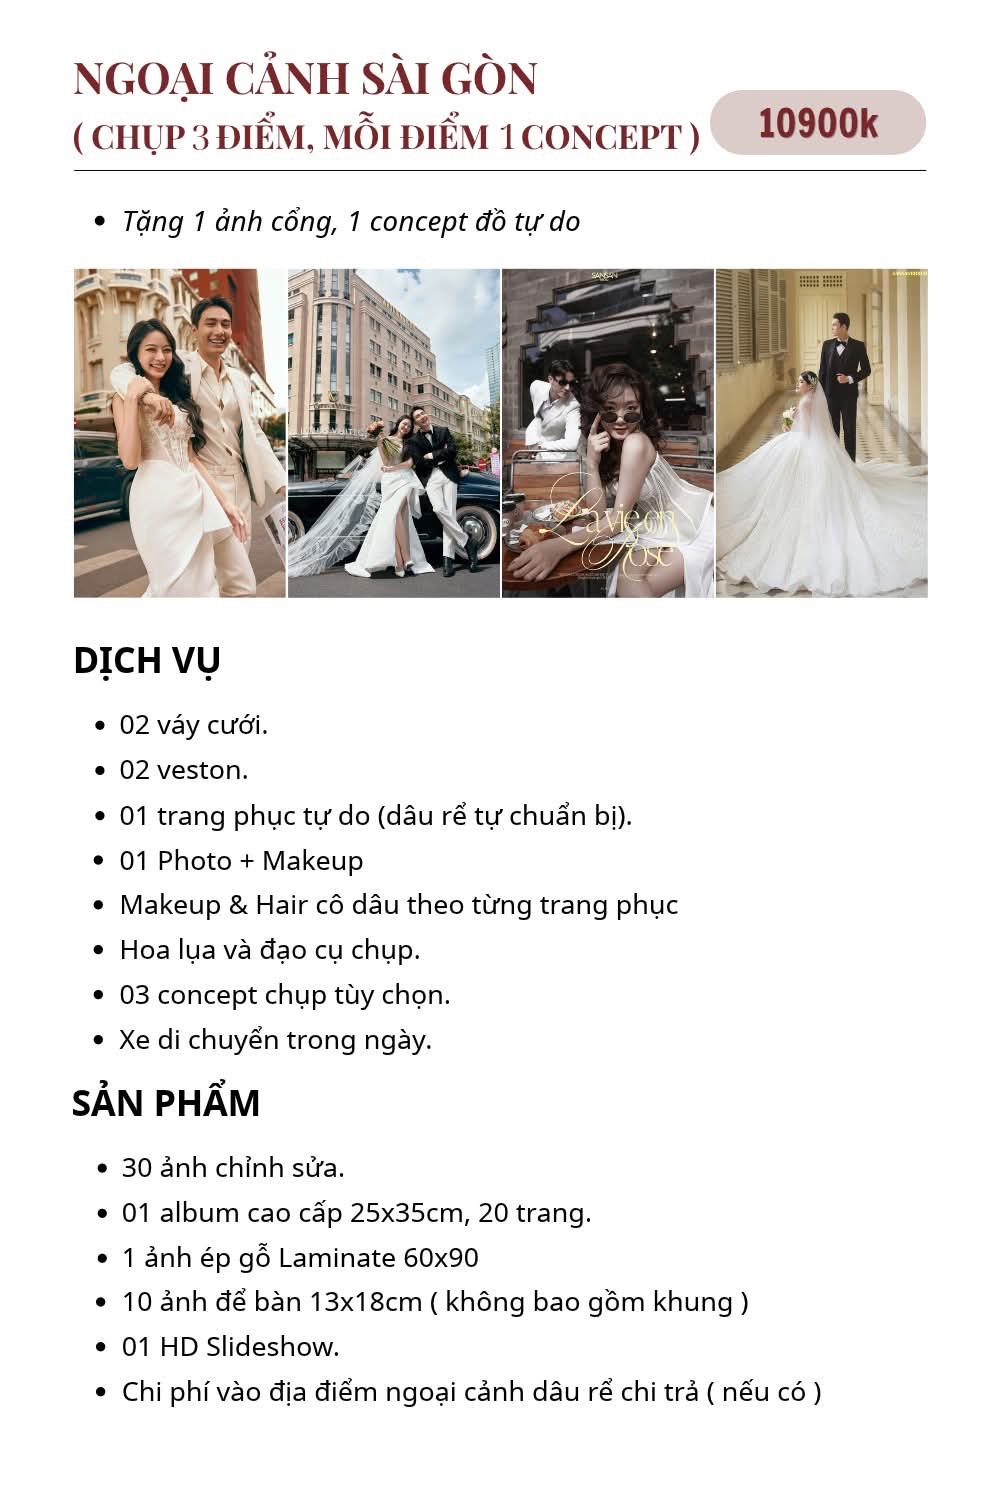 NGOẠI CẢNH SÀI GÒN
( CHỤP 3 ĐIỂM, MỖI ĐIỂM 1 CONCEPT )
10900k
Tặng 1 ảnh cổng, 1 concept đồ tự do
SANSAN
La vie en
Rose
DỊCH VỤ
02 váy cưới.
02 veston.
01 trang phục tự do (dâu rể tự chuẩn bị).
01 Photo + Makeup
Makeup & Hair cô dâu theo từng trang phục
Hoa lụa và đạo cụ chụp.
03 concept chụp tùy chọn.
Xe di chuyển trong ngày.
SẢN PHẨM
30 ảnh chỉnh sửa.
01 album cao cấp 25x35cm, 20 trang.
1 ảnh ép gỗ Laminate 60x90
10 ảnh để bàn 13x18cm ( không bao gồm khung )
01 HD Slideshow.
Chi phí vào địa điểm ngoại cảnh dâu rể chi trả ( nếu có )